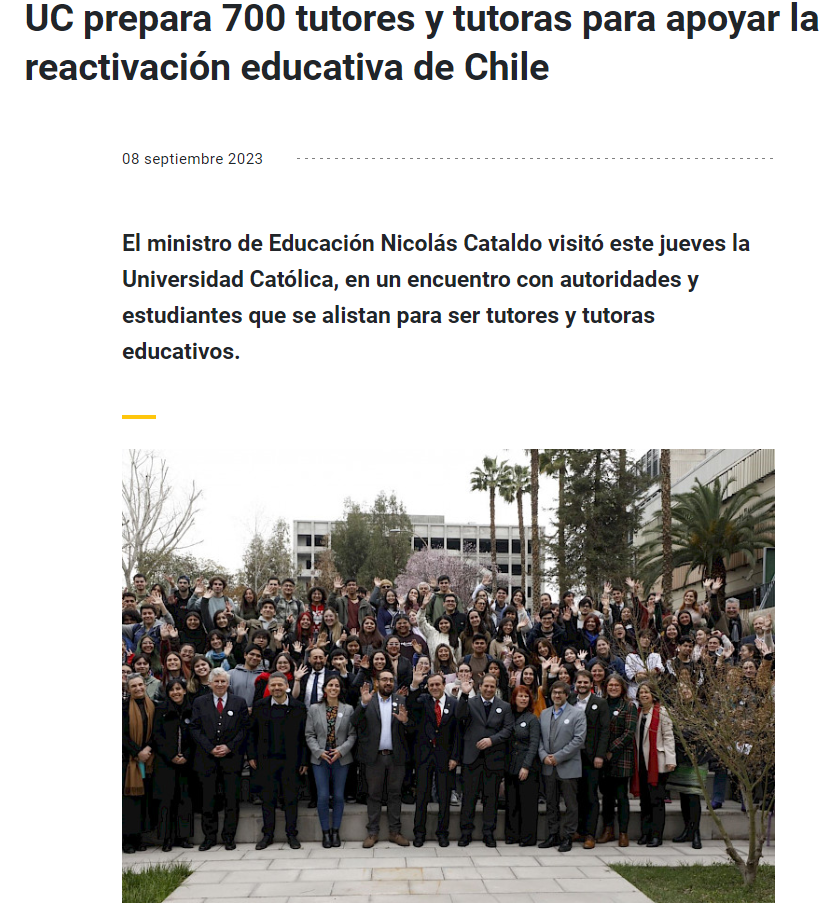 UC prepara 700 tutores y tutoras para apoyar la
reactivación educativa de Chile
08 septiembre 2023
El ministro de Educación Nicolás Cataldo visitó este jueves la
Universidad Católica, en un encuentro con autoridades y
estudiantes que se alistan para ser tutores y tutoras
educativos.